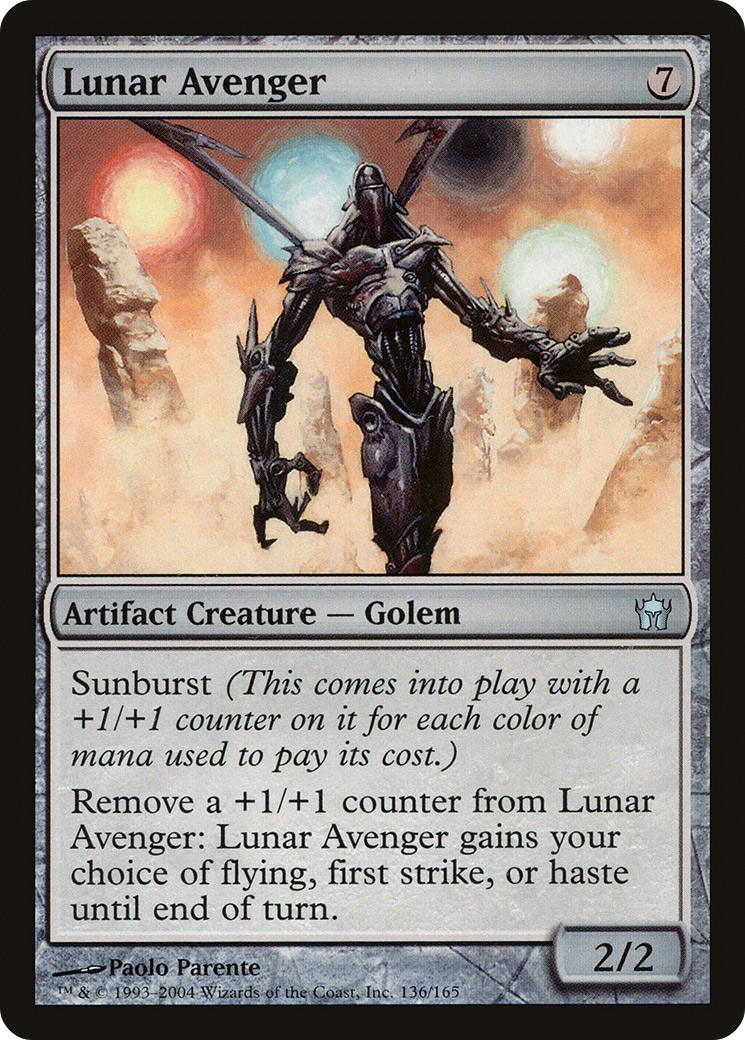 Lunar Avenger
7
Artifact Creature — Golem
Sunburst (This comes into play with a
+1/+1 counter on it for each color of
mana used to pay its cost.)
Remove a +1/+1 counter from Lunar
Avenger: Lunar Avenger gains your
choice of flying, first strike, or haste
until end of turn.
2/2
Paolo Parente
™ & © 1993–2004 Wizards of the Coast, Inc. 136/165